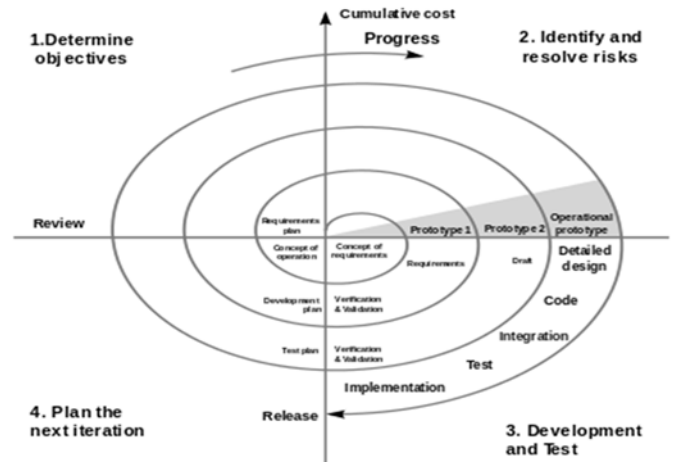 Cumulative cost
Progress
1.Determine
objectives
2. Identify and
resolve risks
Review
Requirements
plan
Prototype 1
Prototype 2
Operational
prototype
Concept of
operation
Concept of
requirements
Requirements
Draft
Detailed
design
Development
plan
Verification
& Validation
Code
Integration
Test plan
Verification
& Validation
Test
Implementation
Release
4. Plan the
next iteration
3. Development
and Test